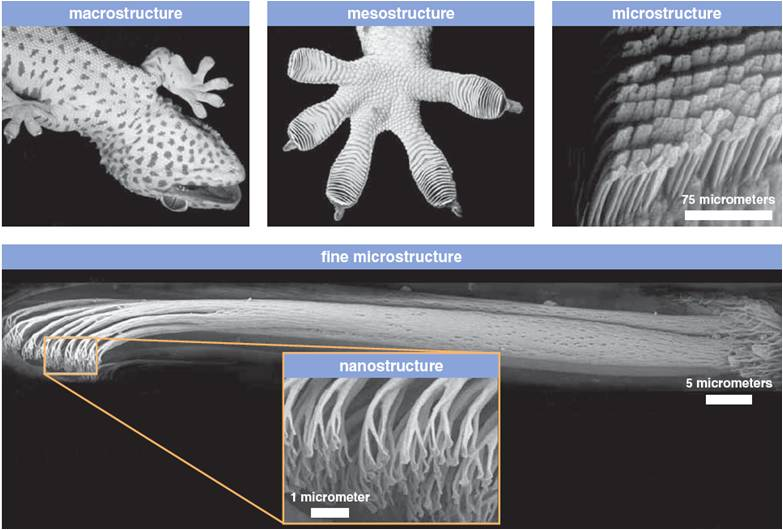 macrostructure
mesostructure
microstructure
75 micrometers
fine microstructure
5 micrometers
nanostructure
1 micrometer